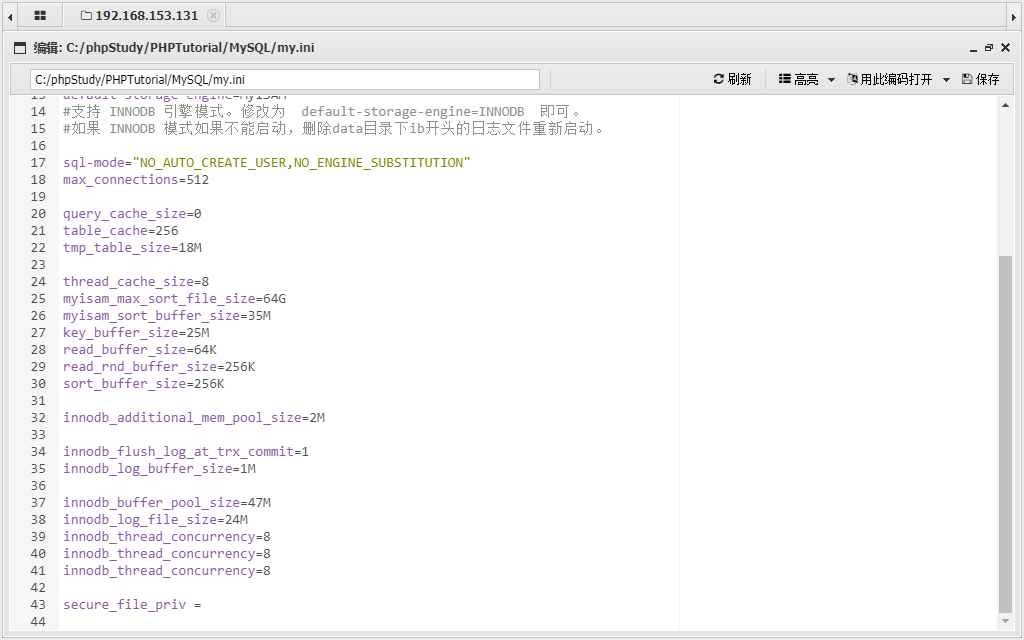 192.168.153.131
编辑: C:/phpStudy/PHPTutorial/MySQL/my.ini
C:/phpStudy/PHPTutorial/MySQL/my.ini 刷新 高亮 用此编码打开 保存
13 default-storage-engine=MyISAM
14 #支持 INNODB 引擎模式。修改为 default-storage-engine=INNODB 即可。
15 #如果 INNODB 模式如果不能启动，删除data目录下ib开头的日志文件重新启动。
16
17 sql-mode="NO_AUTO_CREATE_USER,NO_ENGINE_SUBSTITUTION"
18 max_connections=512
19
20 query_cache_size=0
21 table_cache=256
22 tmp_table_size=18M
23
24 thread_cache_size=8
25 myisam_max_sort_file_size=64G
26 myisam_sort_buffer_size=35M
27 key_buffer_size=25M
28 read_buffer_size=64K
29 read_rnd_buffer_size=256K
30 sort_buffer_size=256K
31
32 innodb_additional_mem_pool_size=2M
33
34 innodb_flush_log_at_trx_commit=1
35 innodb_log_buffer_size=1M
36
37 innodb_buffer_pool_size=47M
38 innodb_log_file_size=24M
39 innodb_thread_concurrency=8
40 innodb_thread_concurrency=8
41 innodb_thread_concurrency=8
42
43 secure_file_priv =
44